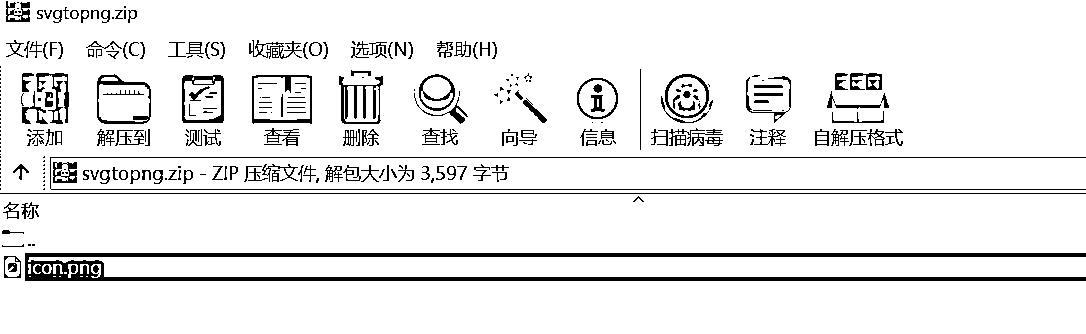 svgtopng.zip
文件(F) 命令(C) 工具(S) 收藏夹(O) 选项(N) 帮助(H)
添加 解压到 测试 查看 删除 查找 向导 信息 扫描病毒 注释 自解压格式
svgtopng.zip - ZIP 压缩文件, 解包大小为 3,597 字节
名称
..
icon.png